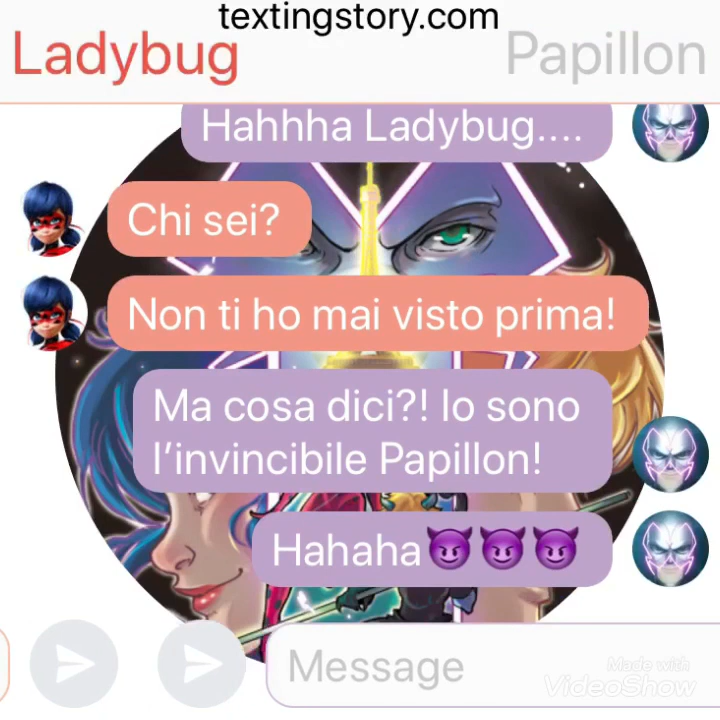 textingstory.com
Ladybug
Papillon
Hahhha Ladybug....
Chi sei?
Non ti ho mai visto prima!
Ma cosa dici?! Io sono
l'invincibile Papillon!
Hahaha😈😈😈
Message
Made with
VideoShow